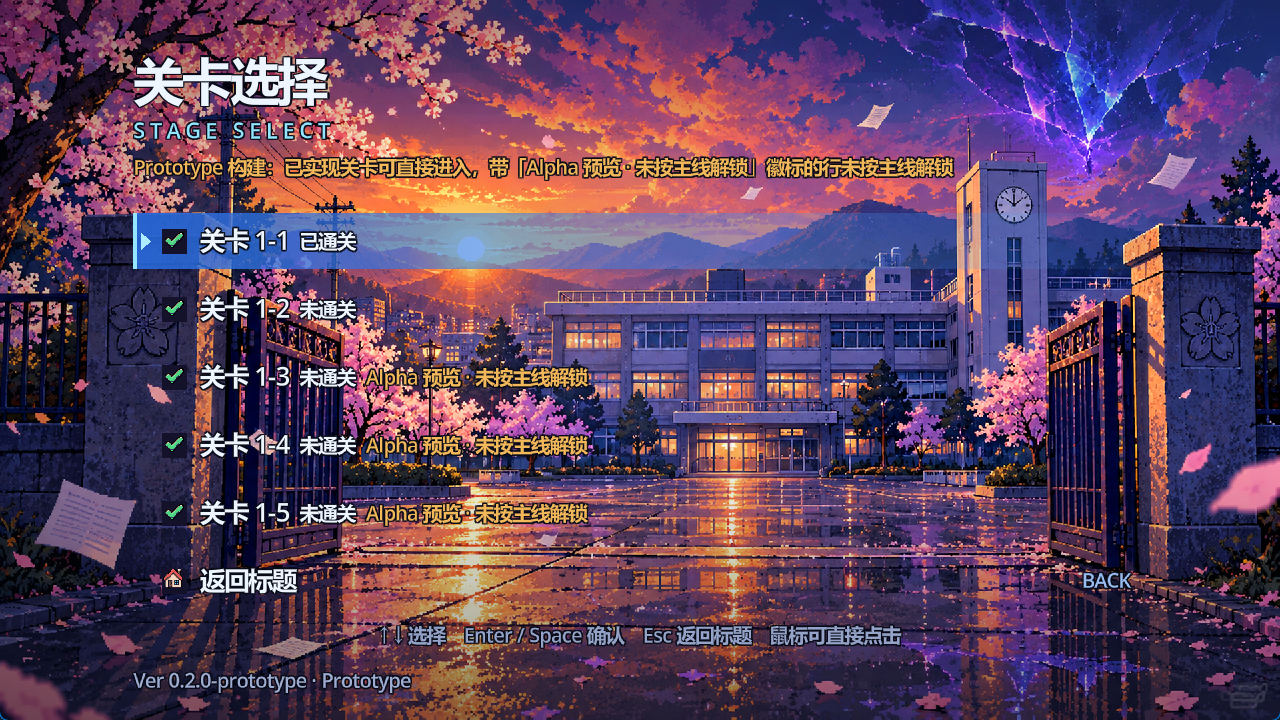 关卡选择
STAGE SELECT
Prototype 构建：已实现关卡可直接进入，带「Alpha 预览 · 未按主线解锁」徽标的行未按主线解锁
关卡 1-1 已通关
关卡 1-2 未通关
关卡 1-3 未通关 Alpha 预览 · 未按主线解锁
关卡 1-4 未通关 Alpha 预览 · 未按主线解锁
关卡 1-5 未通关 Alpha 预览 · 未按主线解锁
返回标题 BACK
↑↓选择 Enter / Space 确认 Esc 返回标题 鼠标可直接点击
Ver 0.2.0-prototype · Prototype